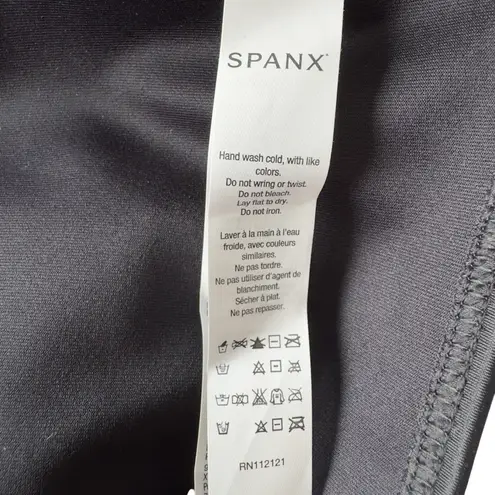 SPANX
Hand wash cold, with like
colors.
Do not wring or twist.
Do not bleach.
Lay flat to dry.
Do not iron.
Laver à la main à l'eau
froide, avec couleurs
similaires.
Ne pas tordre.
Ne pas utiliser d'agent de
blanchiment.
Sécher à plat.
Ne pas repasser.
RN112121